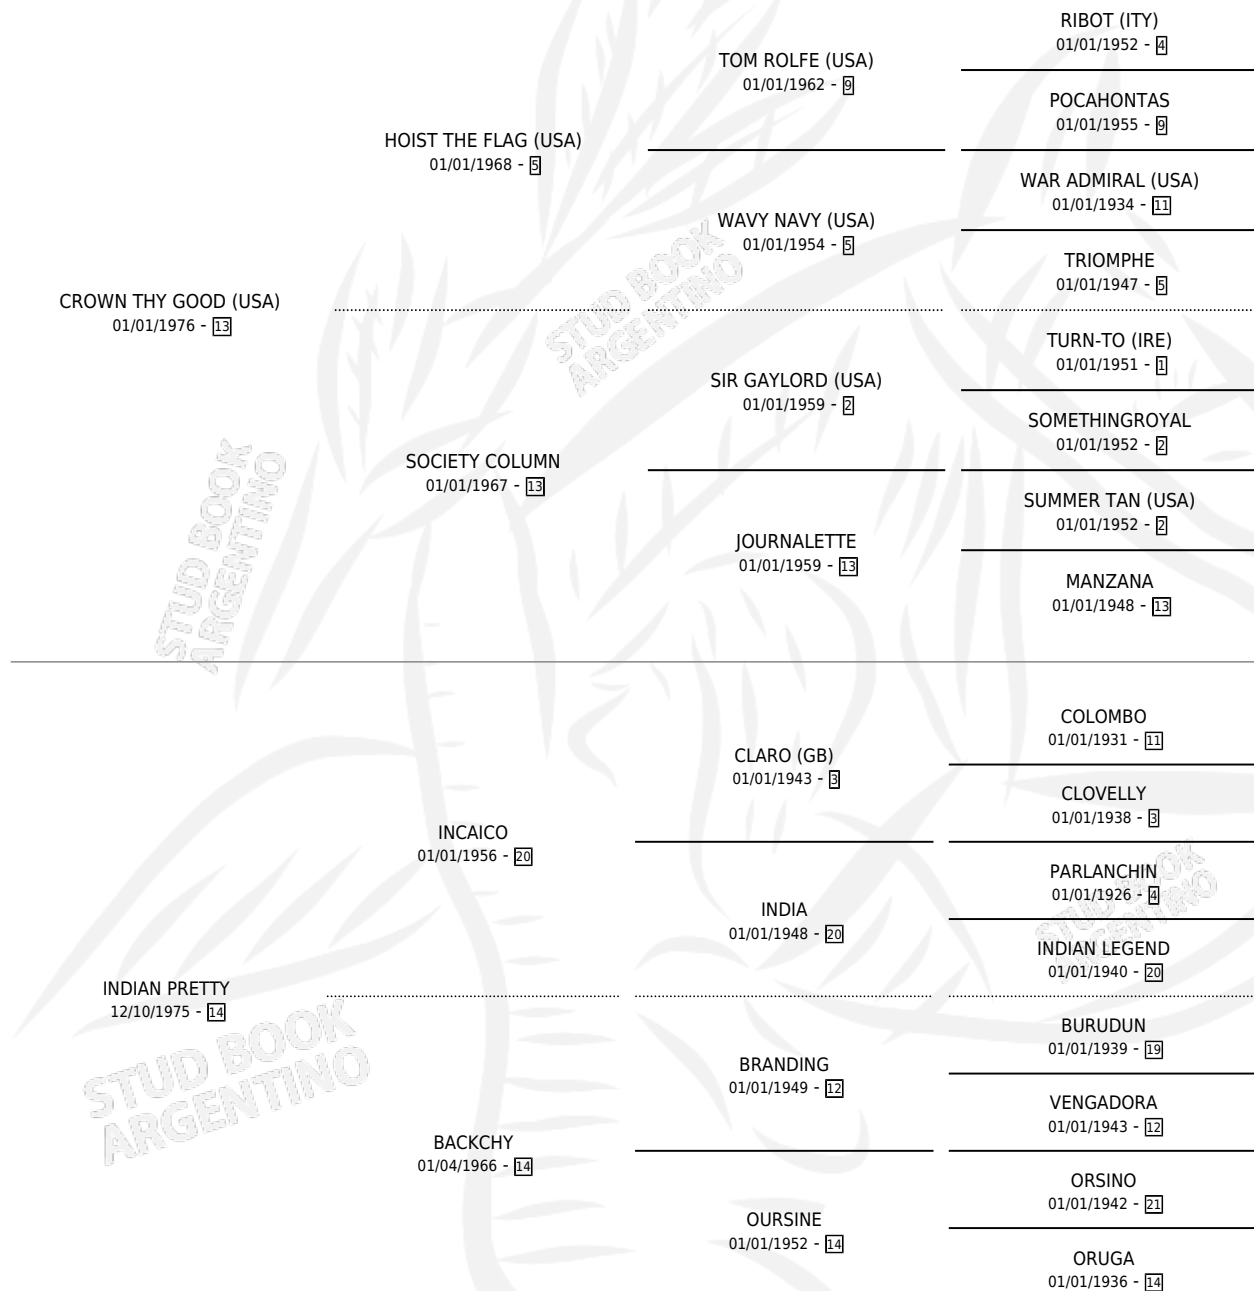 RIBOT (ITY)
01/01/1952 - 4
TOM ROLFE (USA)
01/01/1962 - 9
POCAHONTAS
01/01/1955 - 9
HOIST THE FLAG (USA)
01/01/1968 - 5
WAR ADMIRAL (USA)
01/01/1934 - 11
WAVY NAVY (USA)
01/01/1954 - 5
TRIOMPHE
01/01/1947 - 5
CROWN THY GOOD (USA)
01/01/1976 - 13
STUD BOOK
ARGENTINO
TURN-TO (IRE)
01/01/1951 - 1
SIR GAYLORD (USA)
01/01/1959 - 2
SOMETHINGROYAL
01/01/1952 - 2
SOCIETY COLUMN
01/01/1967 - 13
SUMMER TAN (USA)
01/01/1952 - 2
JOURNALETTE
01/01/1959 - 13
MANZANA
01/01/1948 - 13
STUD BOOK
ARGENTINO
COLOMBO
01/01/1931 - 11
CLARO (GB)
01/01/1943 - 3
CLOVELLY
01/01/1938 - 3
INCAICO
01/01/1956 - 20
PARLANCHIN
01/01/1926 - 4
INDIA
01/01/1948 - 20
INDIAN LEGEND
01/01/1940 - 20
STUD BOOK
ARGENTINO
INDIAN PRETTY
12/10/1975 - 14
BURUDUN
01/01/1939 - 19
BRANDING
01/01/1949 - 12
VENGADORA
01/01/1943 - 12
BACKCHY
01/04/1966 - 14
ORSINO
01/01/1942 - 21
OURSINE
01/01/1952 - 14
ORUGA
01/01/1936 - 14
STUD BOOK
ARGENTINO